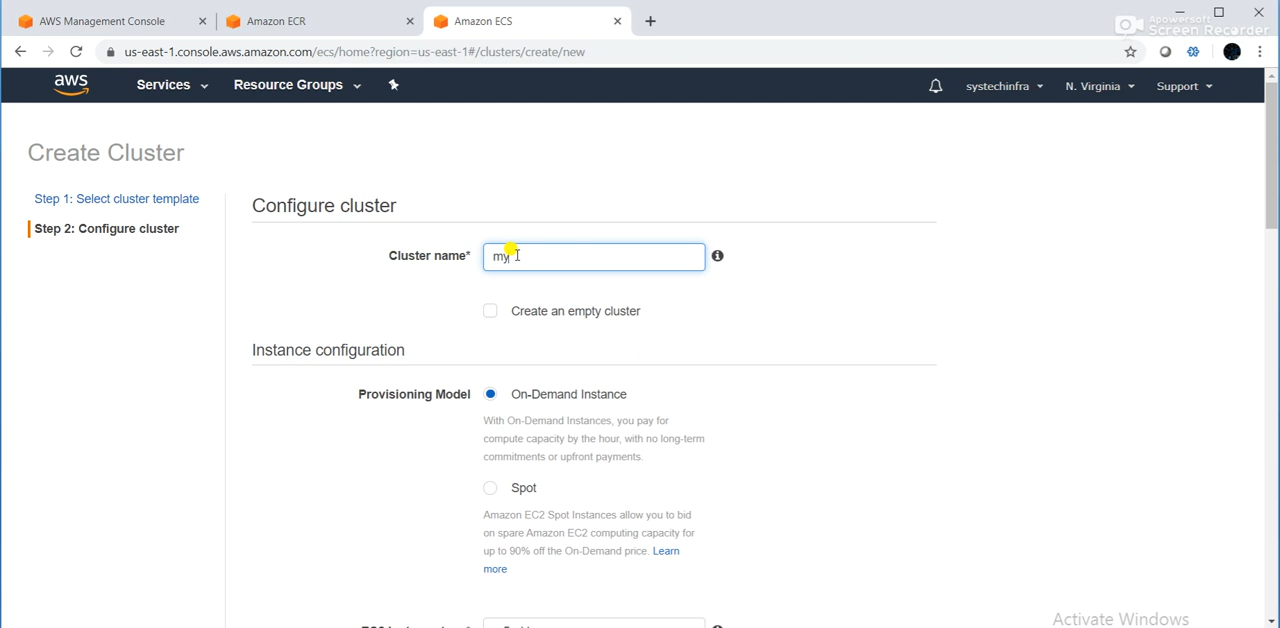 AWS Management Console
Amazon ECR
Amazon ECS
Apowersoft
Screen Recorder
us-east-1.console.aws.amazon.com/ecs/home?region=us-east-1#/clusters/create/new
aws
Services
Resource Groups
systechinfra
N. Virginia
Support
Create Cluster
Step 1: Select cluster template
Step 2: Configure cluster
Configure cluster
Cluster name*
my
Create an empty cluster
Instance configuration
Provisioning Model
On-Demand Instance
With On-Demand Instances, you pay for
compute capacity by the hour, with no long-term
commitments or upfront payments.
Spot
Amazon EC2 Spot Instances allow you to bid
on spare Amazon EC2 computing capacity for
up to 90% off the On-Demand price. Learn
more
Activate Windows